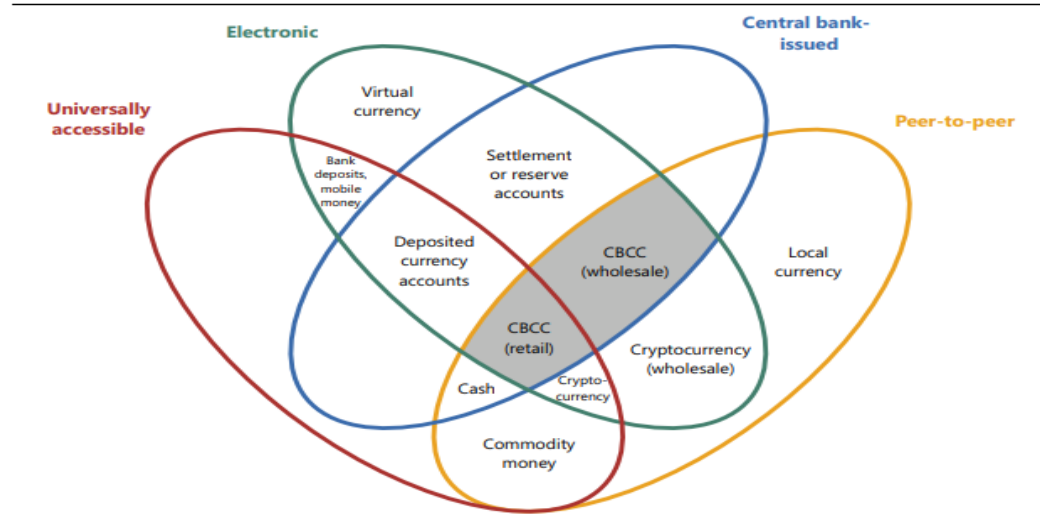 Electronic
Central bank-
issued
Universally
accessible
Peer-to-peer
Virtual
currency
Bank
deposits,
mobile
money
Settlement
or reserve
accounts
Deposited
currency
accounts
CBCC
(wholesale)
Local
currency
CBCC
(retail)
Cryptocurrency
(wholesale)
Cash
Crypto-
currency
Commodity
money